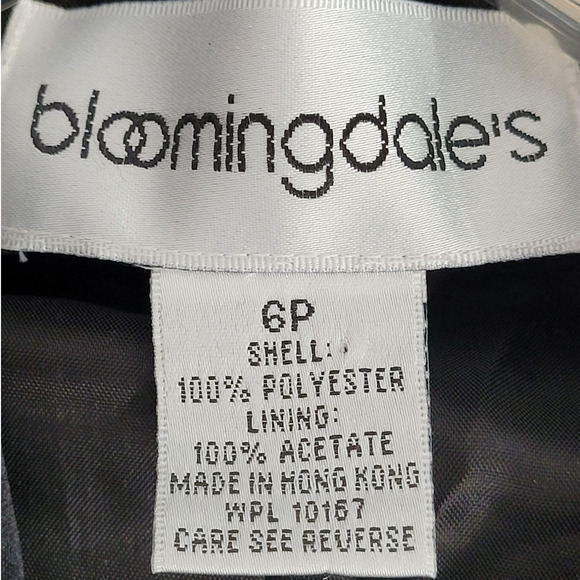 bloomingdale's
6P
SHELL:
100% POLYESTER
LINING:
100% ACETATE
MADE IN HONG KONG
WPL 10167
CARE SEE REVERSE